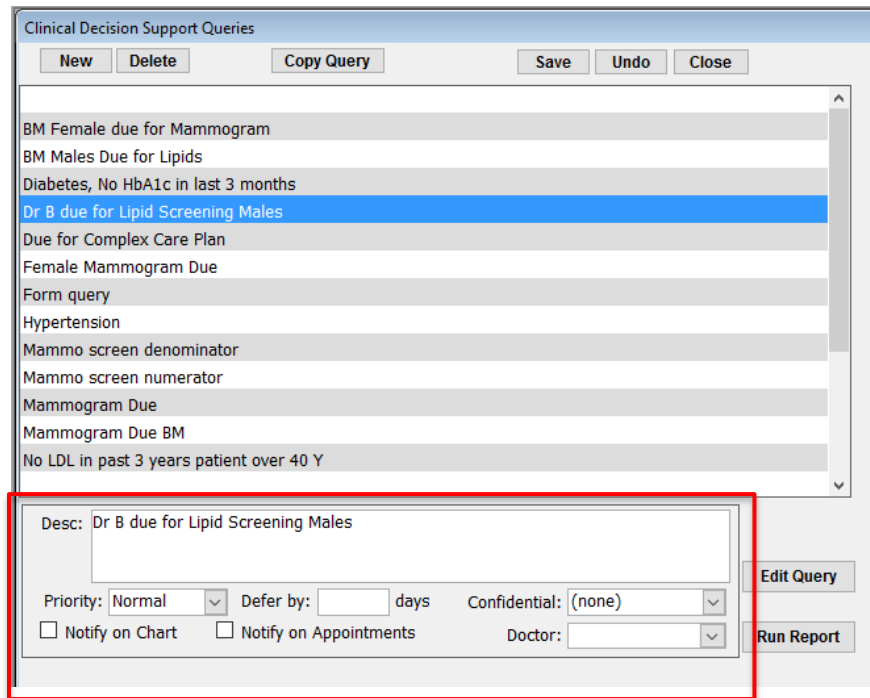 Clinical Decision Support Queries
New Delete Copy Query Save Undo Close
BM Female due for Mammogram
BM Males Due for Lipids
Diabetes, No HbA1c in last 3 months
Dr B due for Lipid Screening Males
Due for Complex Care Plan
Female Mammogram Due
Form query
Hypertension
Mammo screen denominator
Mammo screen numerator
Mammogram Due
Mammogram Due BM
No LDL in past 3 years patient over 40 Y
Desc: Dr B due for Lipid Screening Males
Edit Query
Priority: Normal Defer by: days Confidential: (none)
Notify on Chart Notify on Appointments Doctor: Run Report